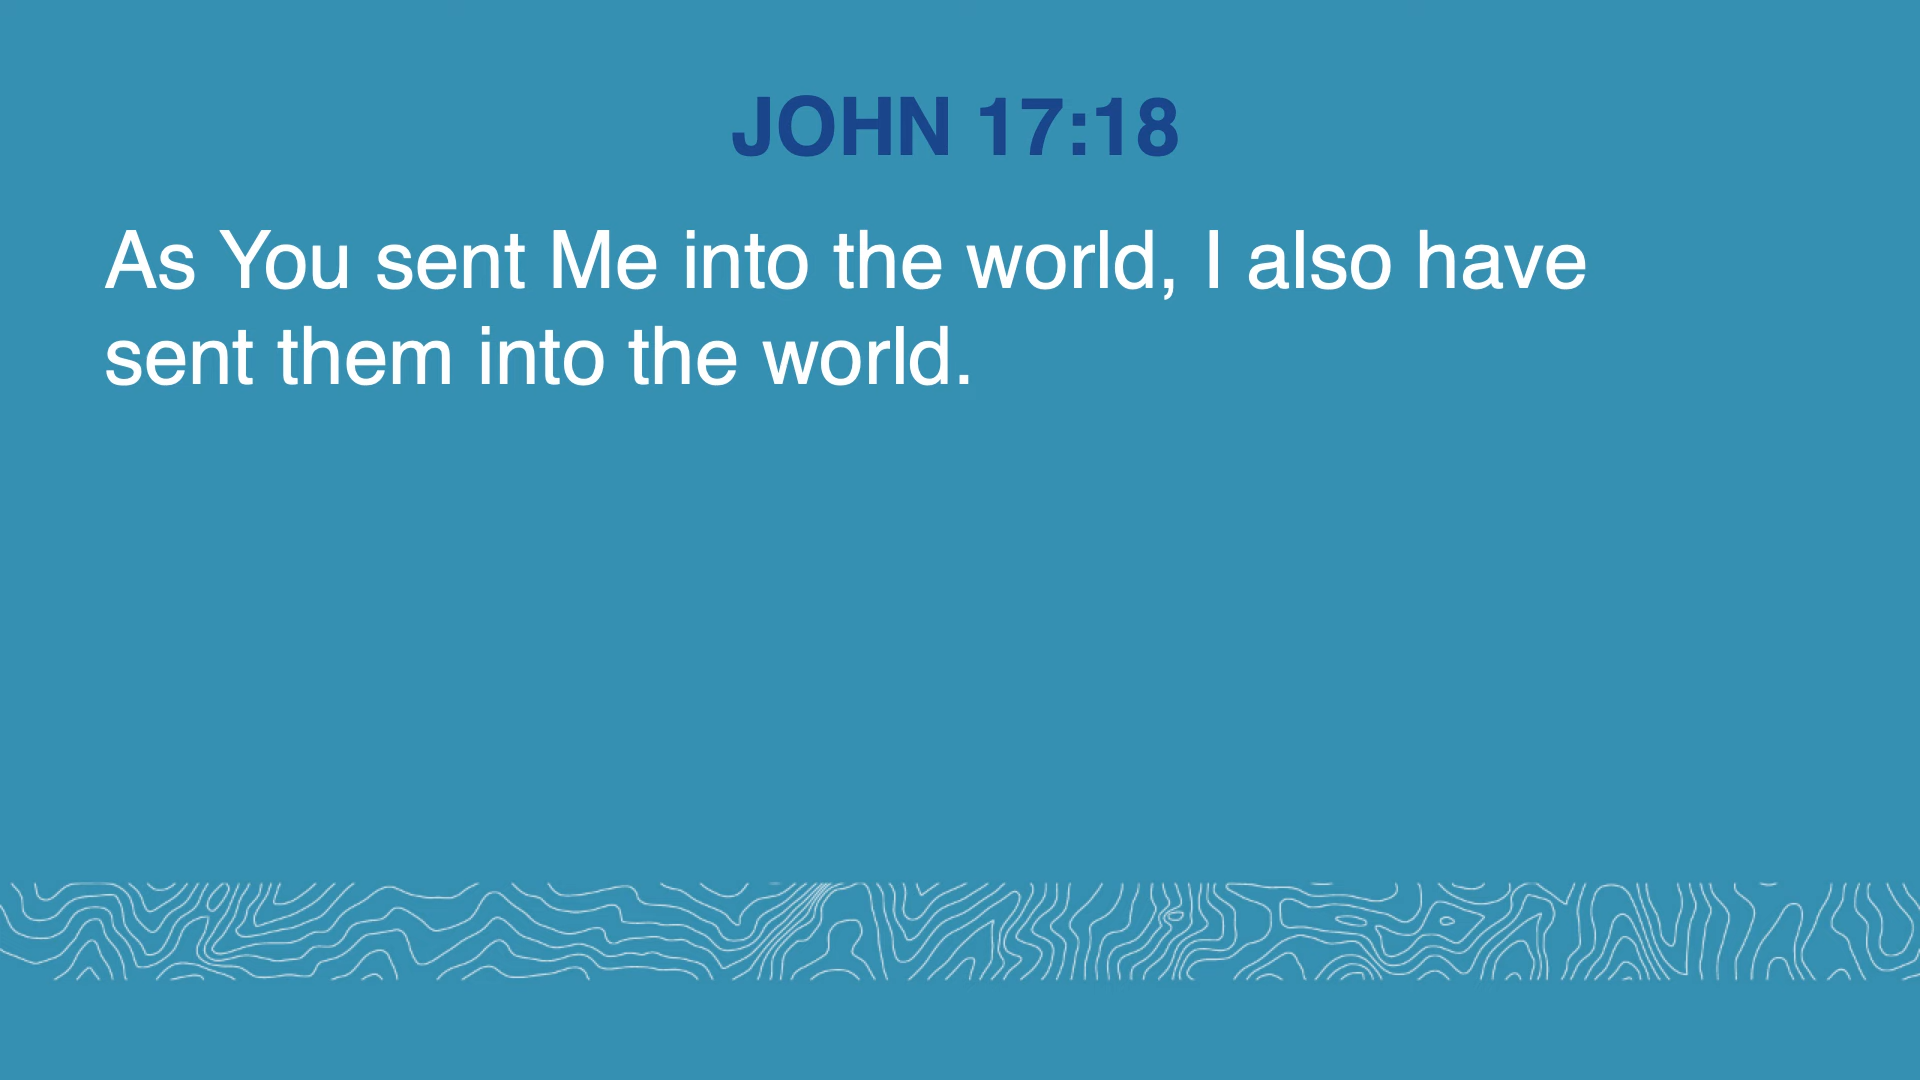 JOHN 17:18
As You sent Me into the world, I also have
sent them into the world.